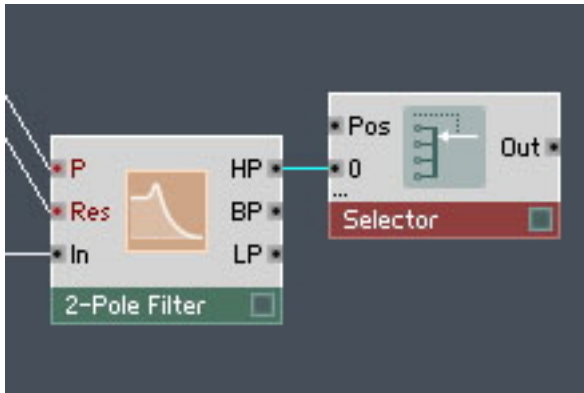 P
HP
Res
BP
In
LP
2-Pole Filter
Pos
0
...
Out
Selector